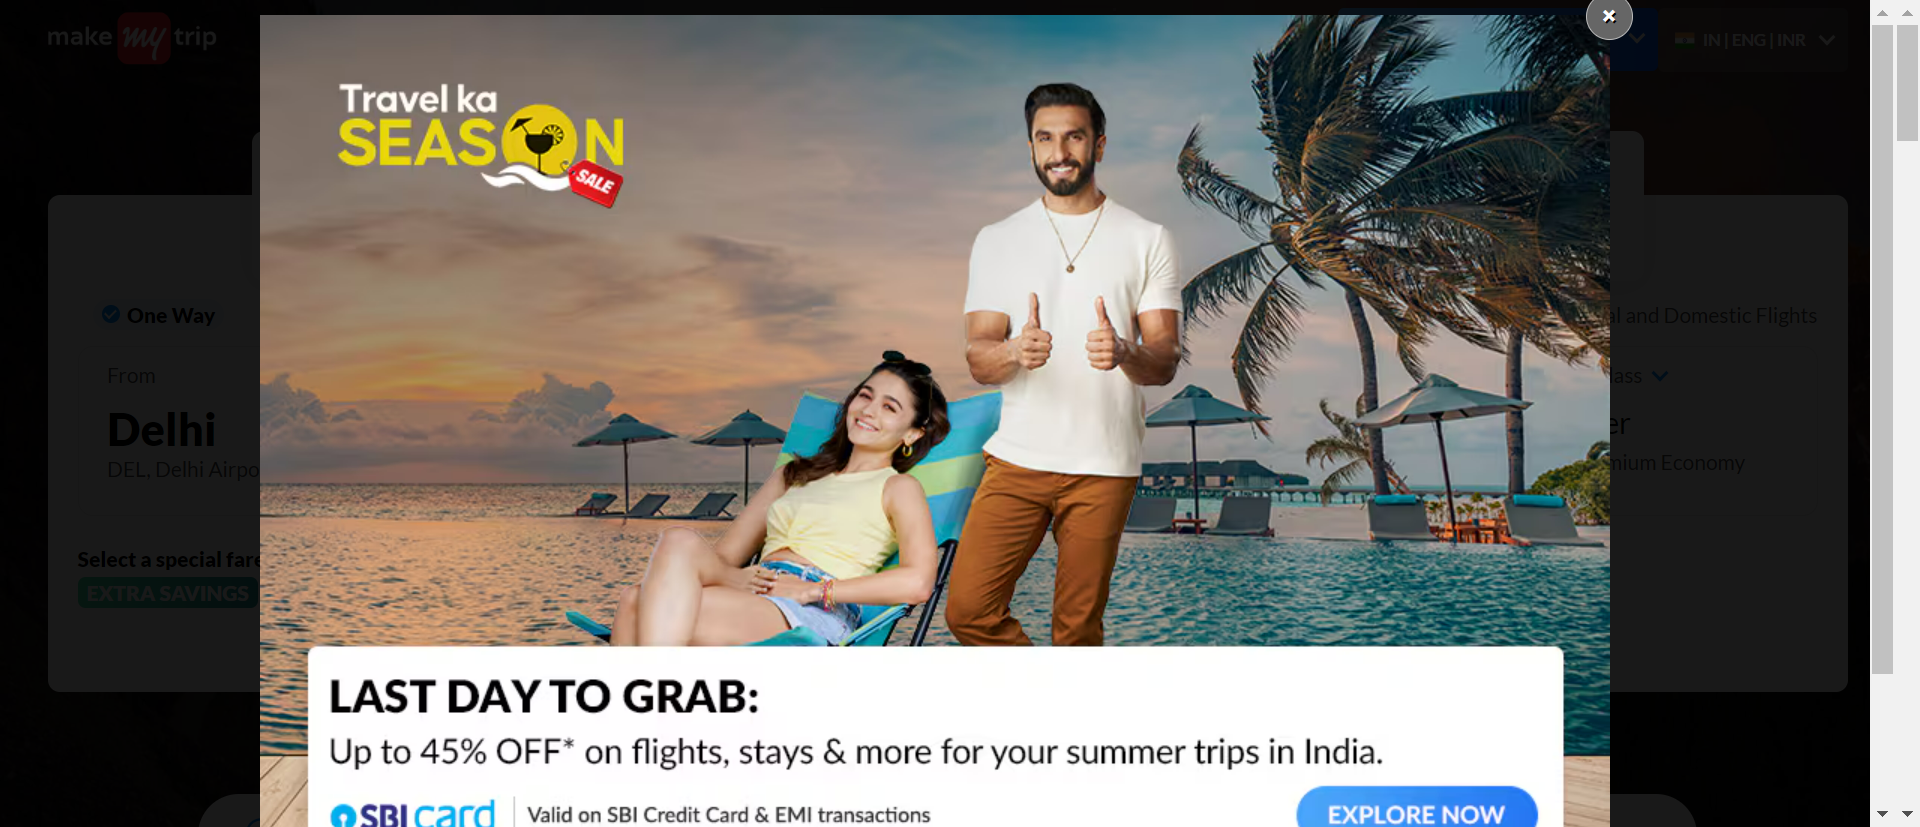 make my trip
IN | ENG | INR
Travel ka
SEASON
SALE
One Way
al and Domestic Flights
From
lass
Delhi
er
DEL, Delhi Airpo
mium Economy
Select a special fare
EXTRA SAVINGS
LAST DAY TO GRAB:
Up to 45% OFF* on flights, stays & more for your summer trips in India.
SBI card
Valid on SBI Credit Card & EMI transactions
EXPLORE NOW